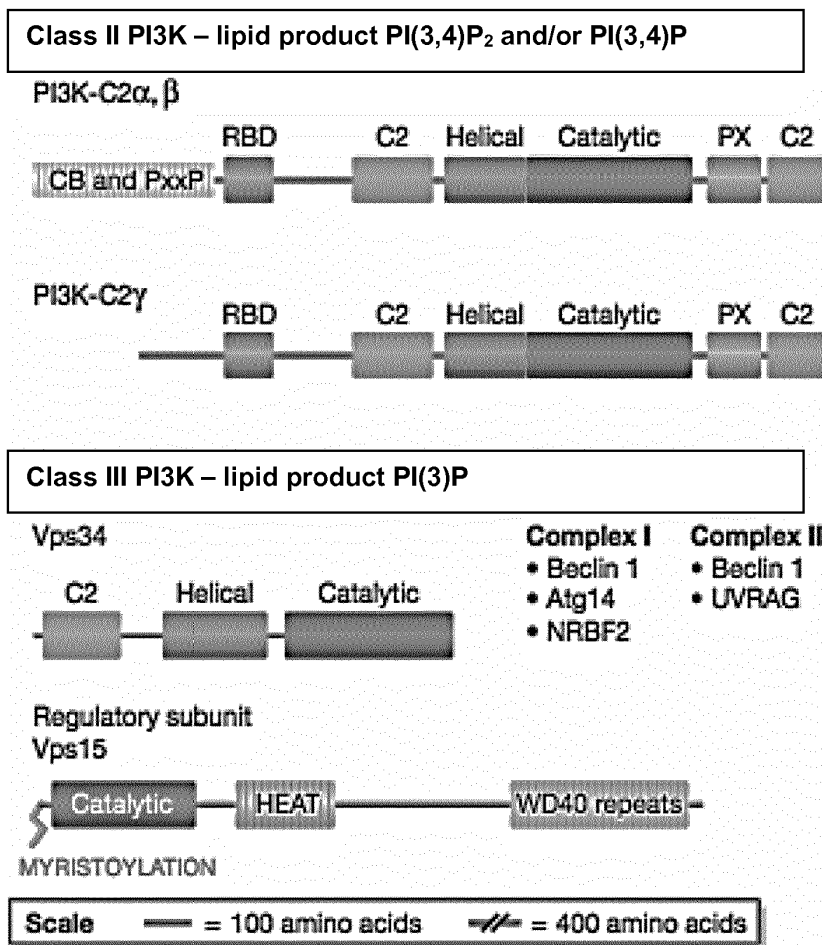 Class II PI3K – lipid product PI(3,4)P₂ and/or PI(3,4)P
PI3K-C2α, β
RBD C2 Helical Catalytic PX C2
CB and PxxP
PI3K-C2γ
RBD C2 Helical Catalytic PX C2
Class III PI3K – lipid product PI(3)P
Vps34
C2 Helical Catalytic
Complex I
• Beclin 1
• Atg14
• NRBF2
Complex II
• Beclin 1
• UVRAG
Regulatory subunit
Vps15
Catalytic HEAT WD40 repeats
MYRISTOYLATION
Scale = 100 amino acids = 400 amino acids